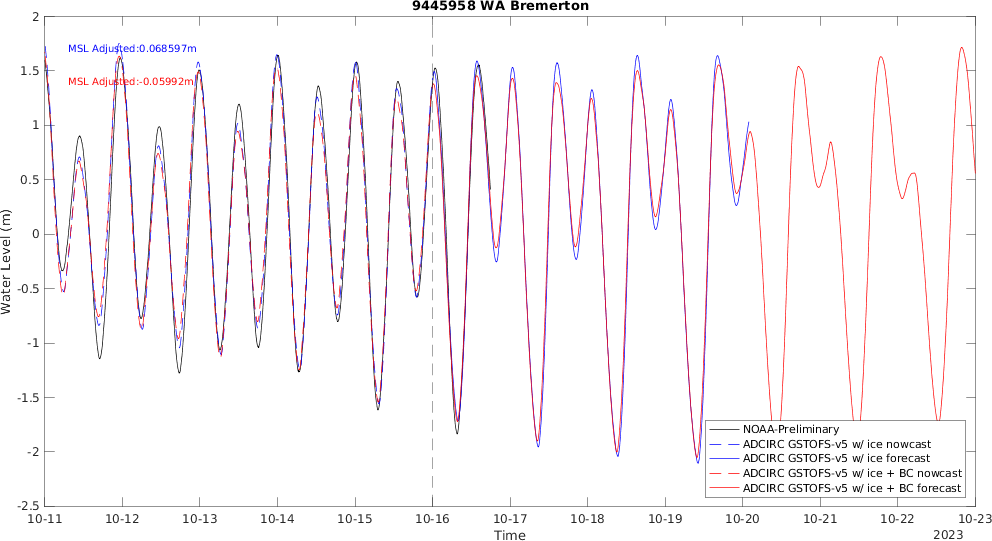 9445958 WA Bremerton
MSL Adjusted:0.068597m
MSL Adjusted:-0.05992m
Water Level (m)
2
1.5
1
0.5
0
-0.5
-1
-1.5
-2
-2.5
NOAA-Preliminary
ADCIRC GSTOFS-v5 w/ ice nowcast
ADCIRC GSTOFS-v5 w/ ice forecast
ADCIRC GSTOFS-v5 w/ ice + BC nowcast
ADCIRC GSTOFS-v5 w/ ice + BC forecast
10-11 10-12 10-13 10-14 10-15 10-16 10-17 10-18 10-19 10-20 10-21 10-22 10-23
Time
2023